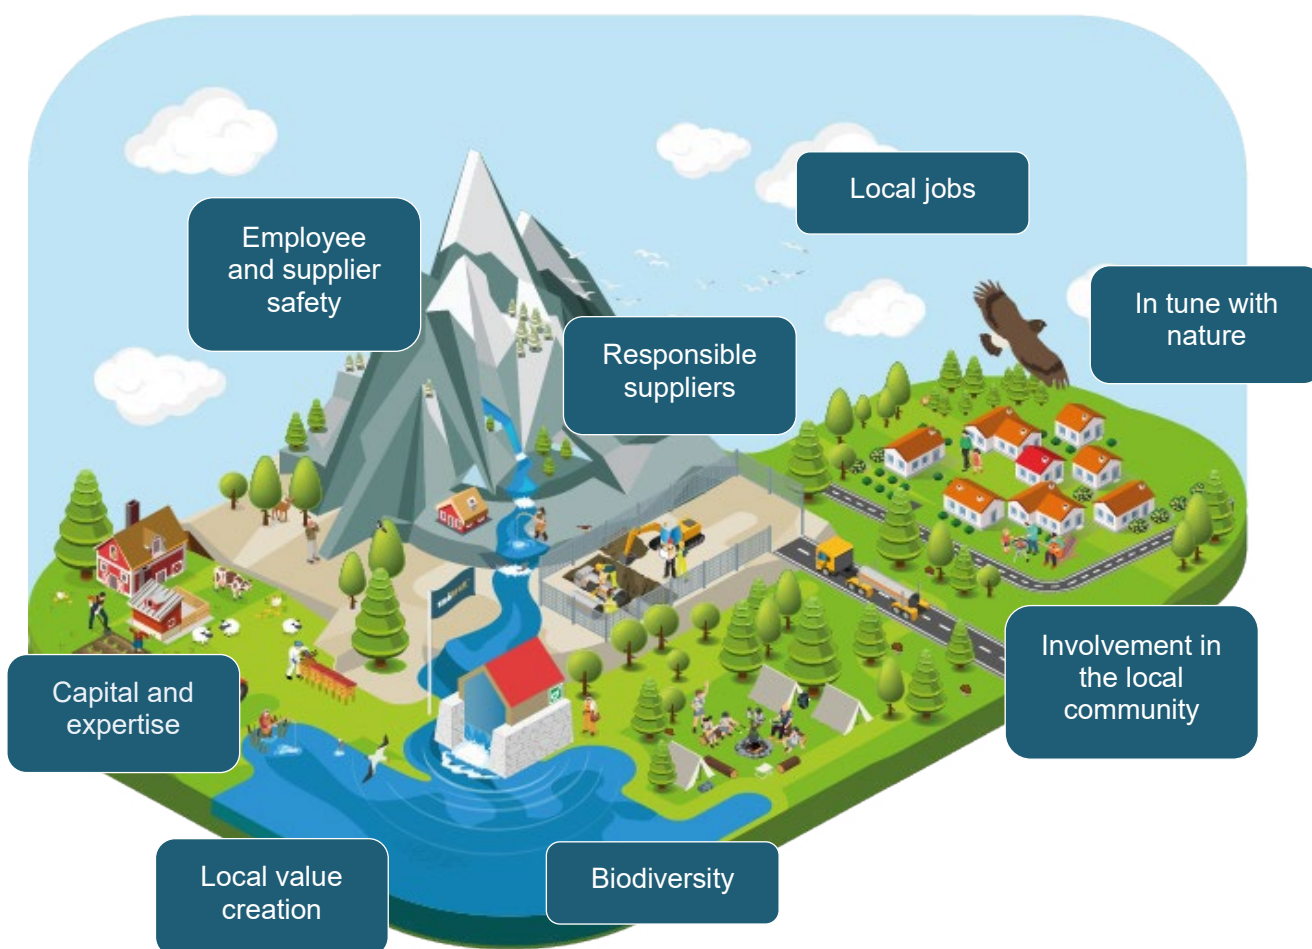 Local jobs
Employee
and supplier
safety
In tune with
nature
Responsible
suppliers
Involvement in
the local
community
Capital and
expertise
Local value
creation
Biodiversity